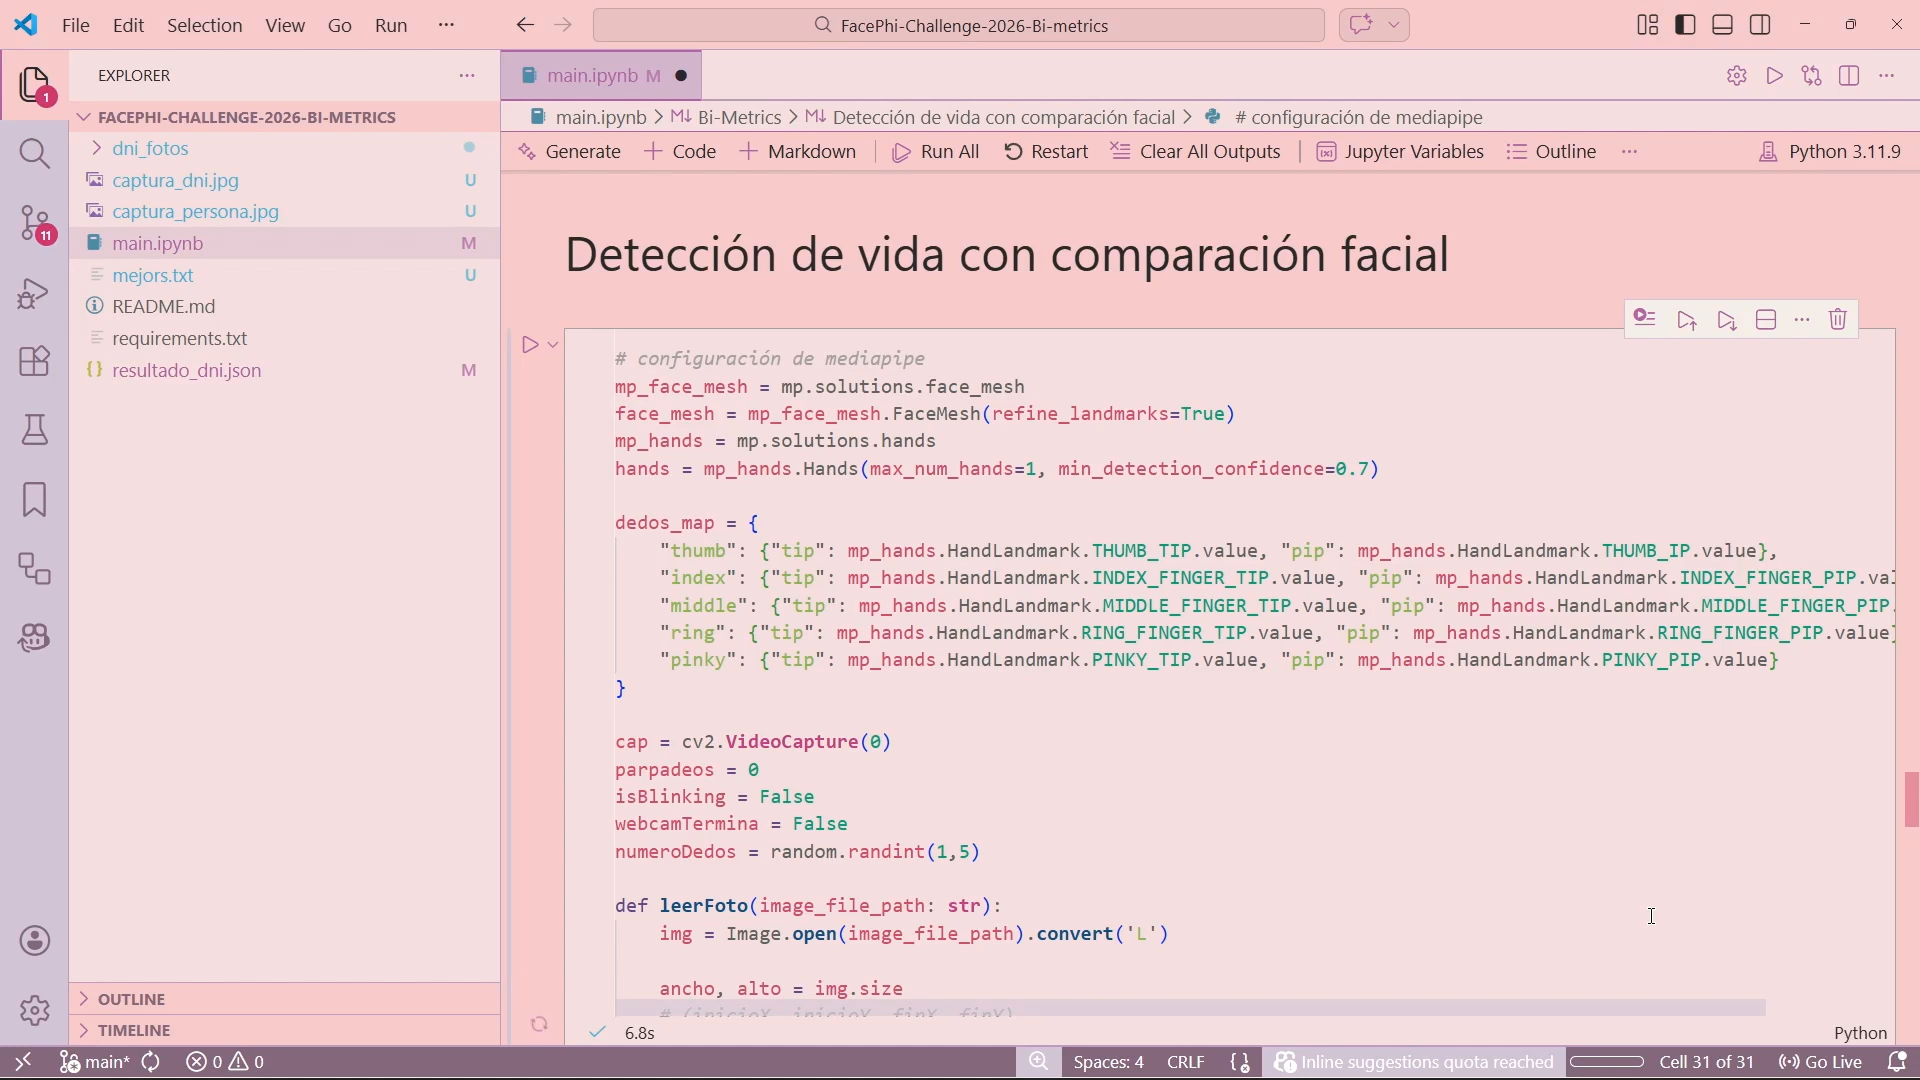 File Edit Selection View Go Run ···
FacePhi-Challenge-2026-Bi-metrics
EXPLORER
main.ipynb M
1
FACEPHI-CHALLENGE-2026-BI-METRICS
main.ipynb > M↓ Bi-Metrics > M↓ Detección de vida con comparación facial > # configuración de mediapipe
dni_fotos
Generate Code Markdown Run All Restart Clear All Outputs Jupyter Variables Outline ··· Python 3.11.9
captura_dni.jpg U
captura_persona.jpg U
11
main.ipynb M
mejors.txt U
README.md
requirements.txt
resultado_dni.json M
Detección de vida con comparación facial
# configuración de mediapipe
mp_face_mesh = mp.solutions.face_mesh
face_mesh = mp_face_mesh.FaceMesh(refine_landmarks=True)
mp_hands = mp.solutions.hands
hands = mp_hands.Hands(max_num_hands=1, min_detection_confidence=0.7)
dedos_map = {
"thumb": {"tip": mp_hands.HandLandmark.THUMB_TIP.value, "pip": mp_hands.HandLandmark.THUMB_IP.value},
"index": {"tip": mp_hands.HandLandmark.INDEX_FINGER_TIP.value, "pip": mp_hands.HandLandmark.INDEX_FINGER_PIP.val
"middle": {"tip": mp_hands.HandLandmark.MIDDLE_FINGER_TIP.value, "pip": mp_hands.HandLandmark.MIDDLE_FINGER_PIP.
"ring": {"tip": mp_hands.HandLandmark.RING_FINGER_TIP.value, "pip": mp_hands.HandLandmark.RING_FINGER_PIP.value}
"pinky": {"tip": mp_hands.HandLandmark.PINKY_TIP.value, "pip": mp_hands.HandLandmark.PINKY_PIP.value}
}
cap = cv2.VideoCapture(0)
parpadeos = 0
isBlinking = False
webcamTermina = False
numeroDedos = random.randint(1,5)
def leerFoto(image_file_path: str):
img = Image.open(image_file_path).convert('L')
ancho, alto = img.size
# (inicioX, inicioY, finX, finY)
6.8s
Python
OUTLINE
TIMELINE
main* 0 0 Spaces: 4 CRLF {} Inline suggestions quota reached Cell 31 of 31 Go Live